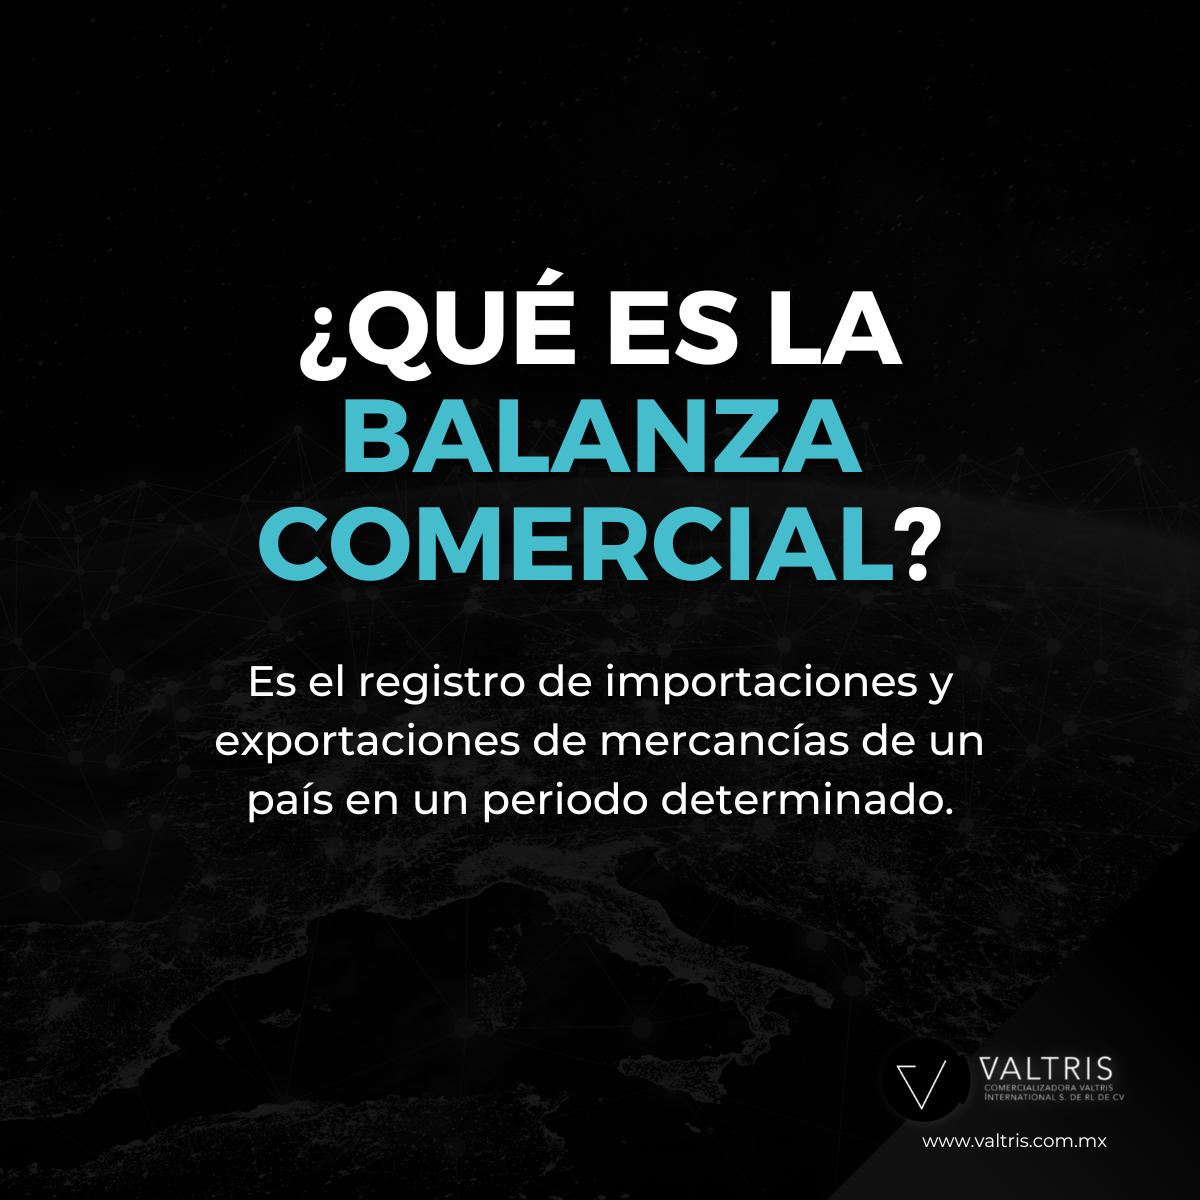 ¿QUÉ ES LA
BALANZA
COMERCIAL?
Es el registro de importaciones y
exportaciones de mercancías de un
país en un periodo determinado.
VALTRIS
COMERCIALIZADORA VALTRIS
INTERNATIONAL S. DE RL DE CV
www.valtris.com.mx